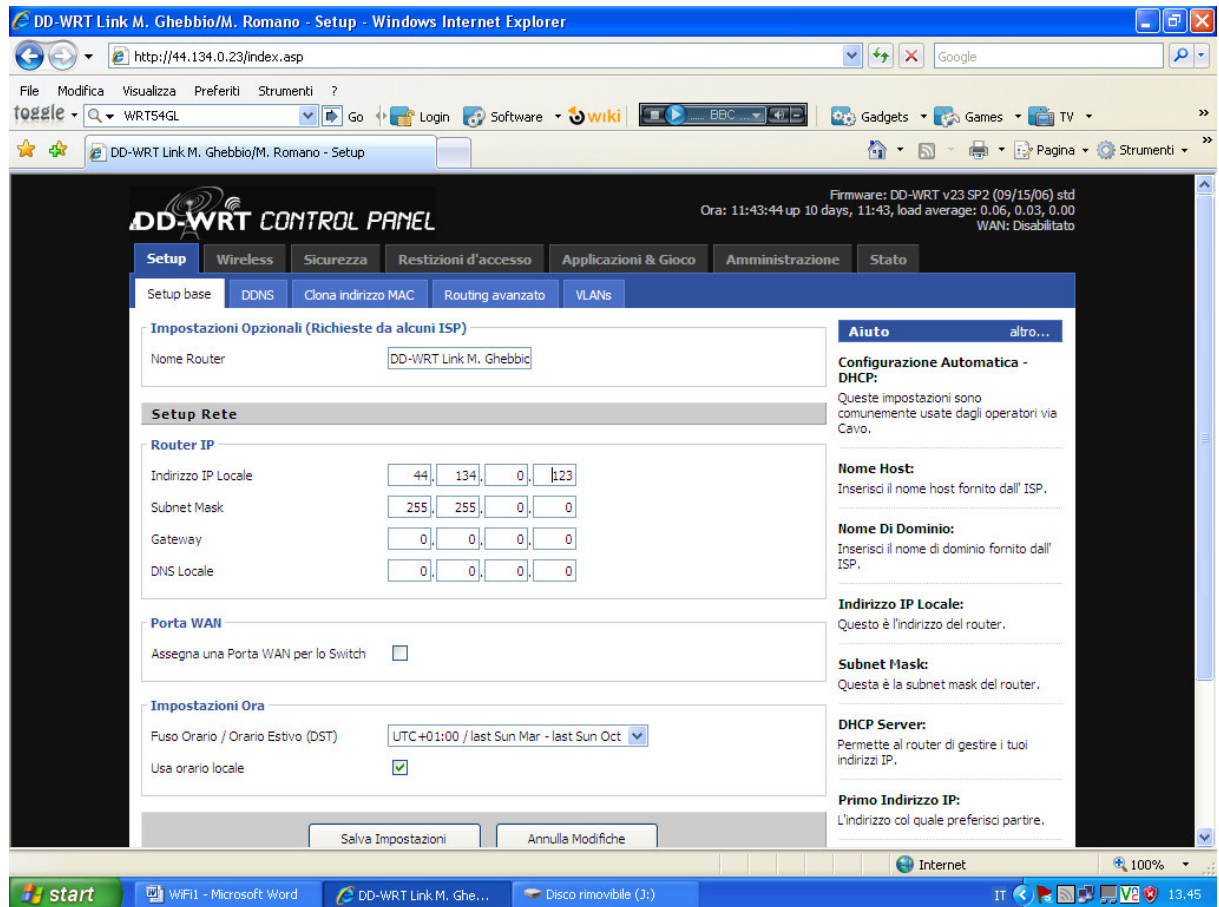 DD-WRT Link M. Ghebbio/M. Romano - Setup - Windows Internet Explorer
http://44.134.0.23/index.asp
Google
File Modifica Visualizza Preferiti Strumenti ?
toggle WRT54GL Go Login Software wiki ..... BBC ... Gadgets Games TV »
DD-WRT Link M. Ghebbio/M. Romano - Setup
Pagina Strumenti »
DD-WRT CONTROL PANEL
Firmware: DD-WRT v23 SP2 (09/15/06) std
Ora: 11:43:44 up 10 days, 11:43, load average: 0.06, 0.03, 0.00
WAN: Disabilitato
Setup Wireless Sicurezza Restizioni d'accesso Applicazioni & Gioco Amministrazione Stato
Setup base DDNS Clona indirizzo MAC Routing avanzato VLANs
Impostazioni Opzionali (Richieste da alcuni ISP)
Nome Router DD-WRT Link M. Ghebbic
Setup Rete
Router IP
Indirizzo IP Locale 44. 134. 0. 123
Subnet Mask 255. 255. 0. 0
Gateway 0. 0. 0. 0
DNS Locale 0. 0. 0. 0
Porta WAN
Assegna una Porta WAN per lo Switch
Impostazioni Ora
Fuso Orario / Orario Estivo (DST) UTC+01:00 / last Sun Mar - last Sun Oct
Usa orario locale
Salva Impostazioni Annulla Modifiche
Aiuto altro...
Configurazione Automatica -
DHCP:
Queste impostazioni sono
comunemente usate dagli operatori via
Cavo.
Nome Host:
Inserisci il nome host fornito dall' ISP.
Nome Di Dominio:
Inserisci il nome di dominio fornito dall'
ISP.
Indirizzo IP Locale:
Questo è l'indirizzo del router.
Subnet Mask:
Questa è la subnet mask del router.
DHCP Server:
Permette al router di gestire i tuoi
indirizzi IP.
Primo Indirizzo IP:
L'indirizzo col quale preferisci partire.
Internet 100%
start WiFi1 - Microsoft Word DD-WRT Link M. Ghe... Disco rimovibile (J:) IT V2 13.45